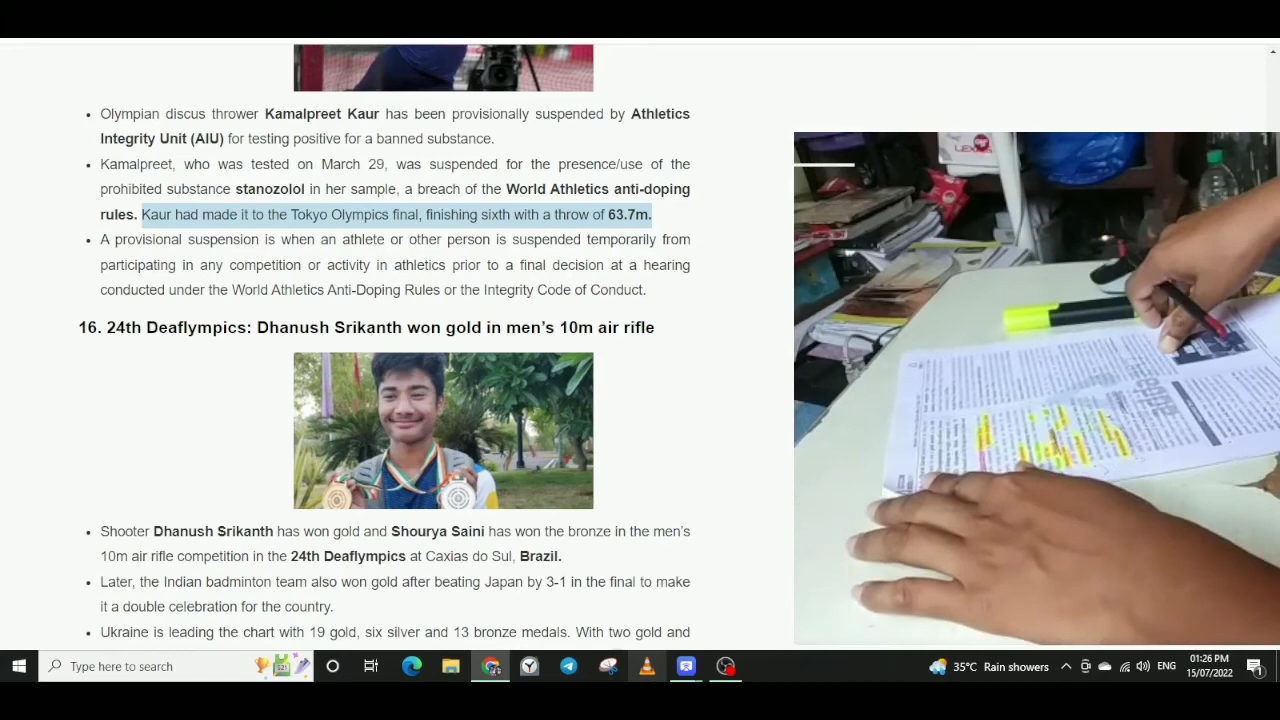 Olympian discus thrower Kamalpreet Kaur has been provisionally suspended by Athletics
Integrity Unit (AIU) for testing positive for a banned substance.
Kamalpreet, who was tested on March 29, was suspended for the presence/use of the
prohibited substance stanozolol in her sample, a breach of the World Athletics anti-doping
rules. Kaur had made it to the Tokyo Olympics final, finishing sixth with a throw of 63.7m.
A provisional suspension is when an athlete or other person is suspended temporarily from
participating in any competition or activity in athletics prior to a final decision at a hearing
conducted under the World Athletics Anti-Doping Rules or the Integrity Code of Conduct.
16. 24th Deaflympics: Dhanush Srikanth won gold in men's 10m air rifle
Shooter Dhanush Srikanth has won gold and Shourya Saini has won the bronze in the men's
10m air rifle competition in the 24th Deaflympics at Caxias do Sul, Brazil.
Later, the Indian badminton team also won gold after beating Japan by 3-1 in the final to make
it a double celebration for the country.
Ukraine is leading the chart with 19 gold, six silver and 13 bronze medals. With two gold and
Type here to search
35°C Rain showers
ENG
01:26 PM
15/07/2022